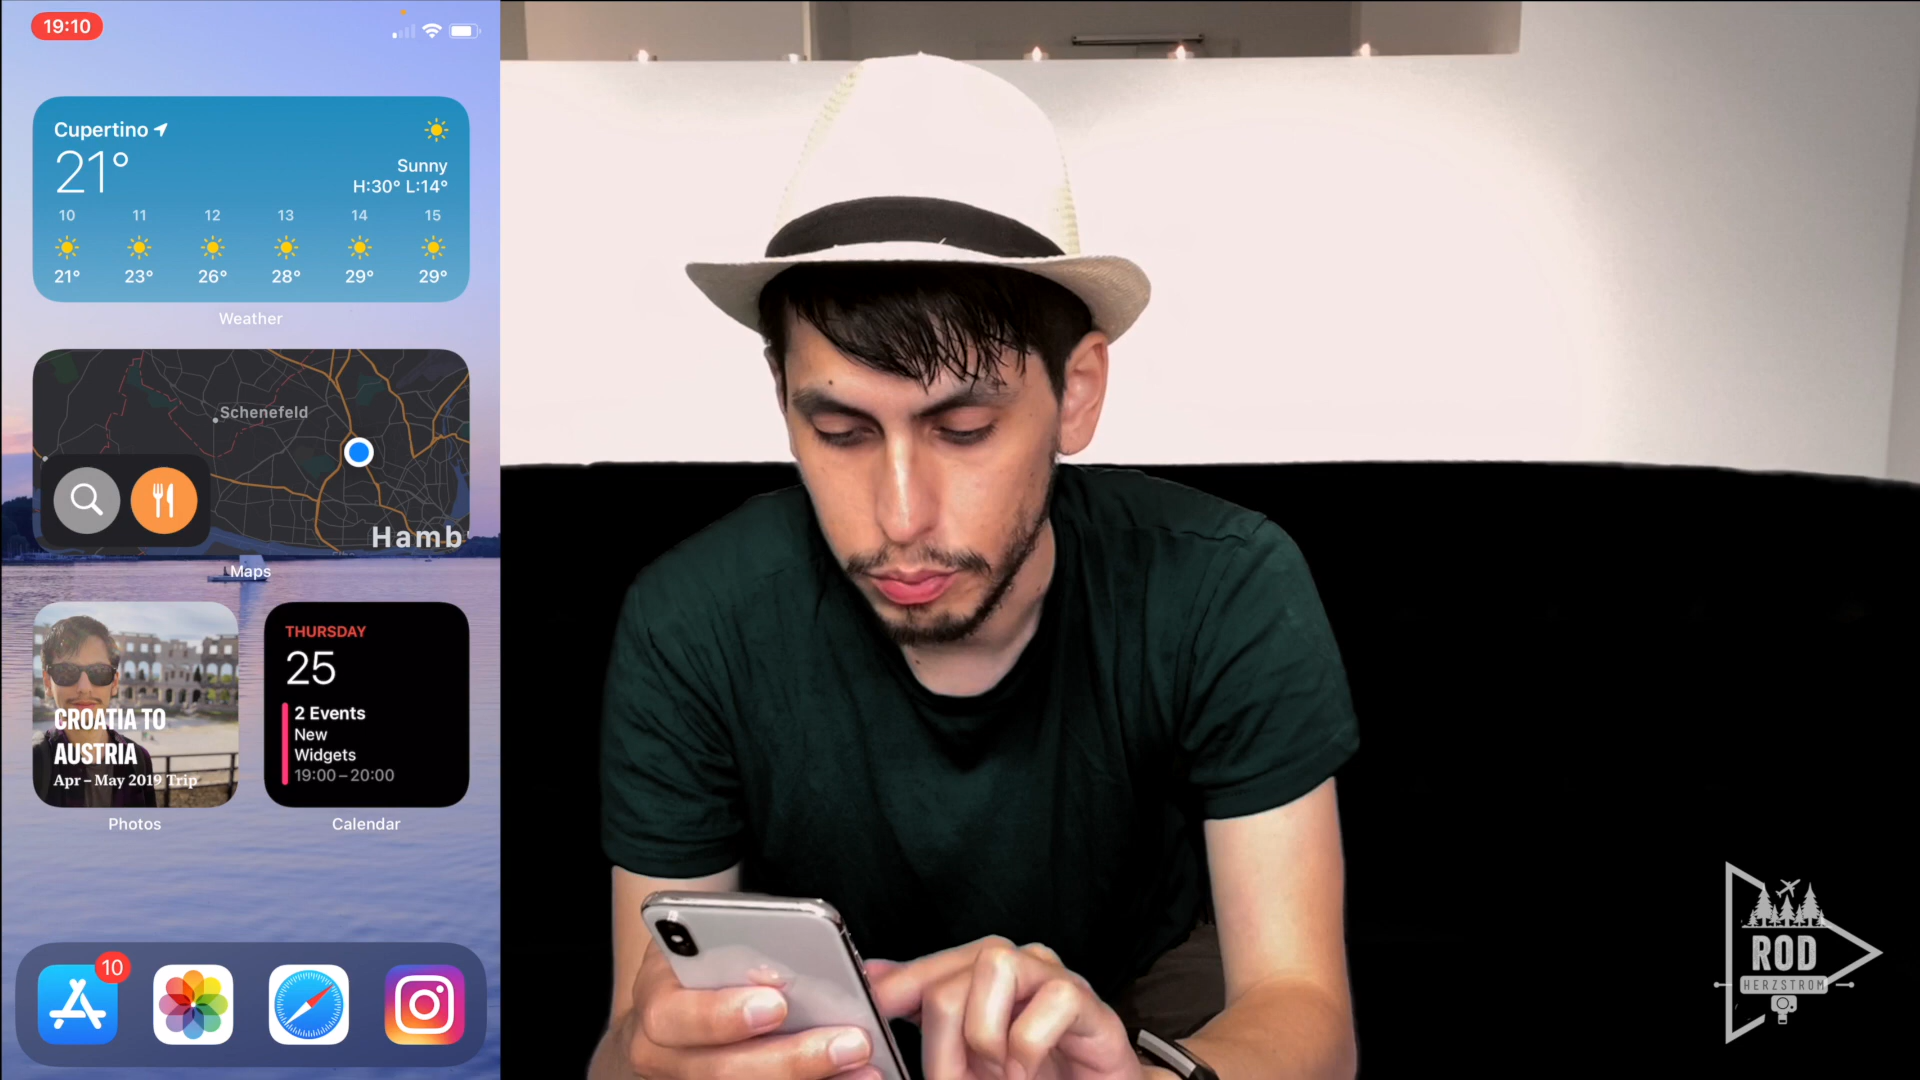 19:10
Cupertino
21°
Sunny
H:30° L:14°
10 11 12 13 14 15
21° 23° 26° 28° 29° 29°
Weather
Schenefeld
Hamb
Maps
CROATIA TO
AUSTRIA
Apr – May 2019 Trip
Photos
THURSDAY
25
2 Events
New
Widgets
19:00 – 20:00
Calendar
10
ROD
HERZSTROM